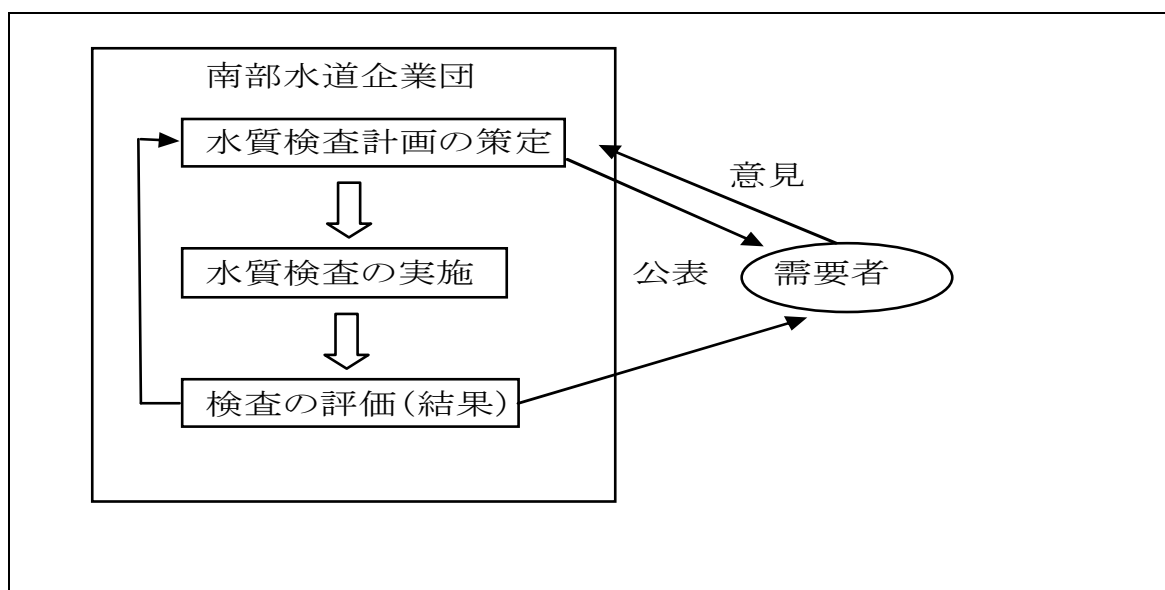 南部水道企業団
水質検査計画の策定
意見
水質検査の実施
公表
需要者
検査の評価(結果)